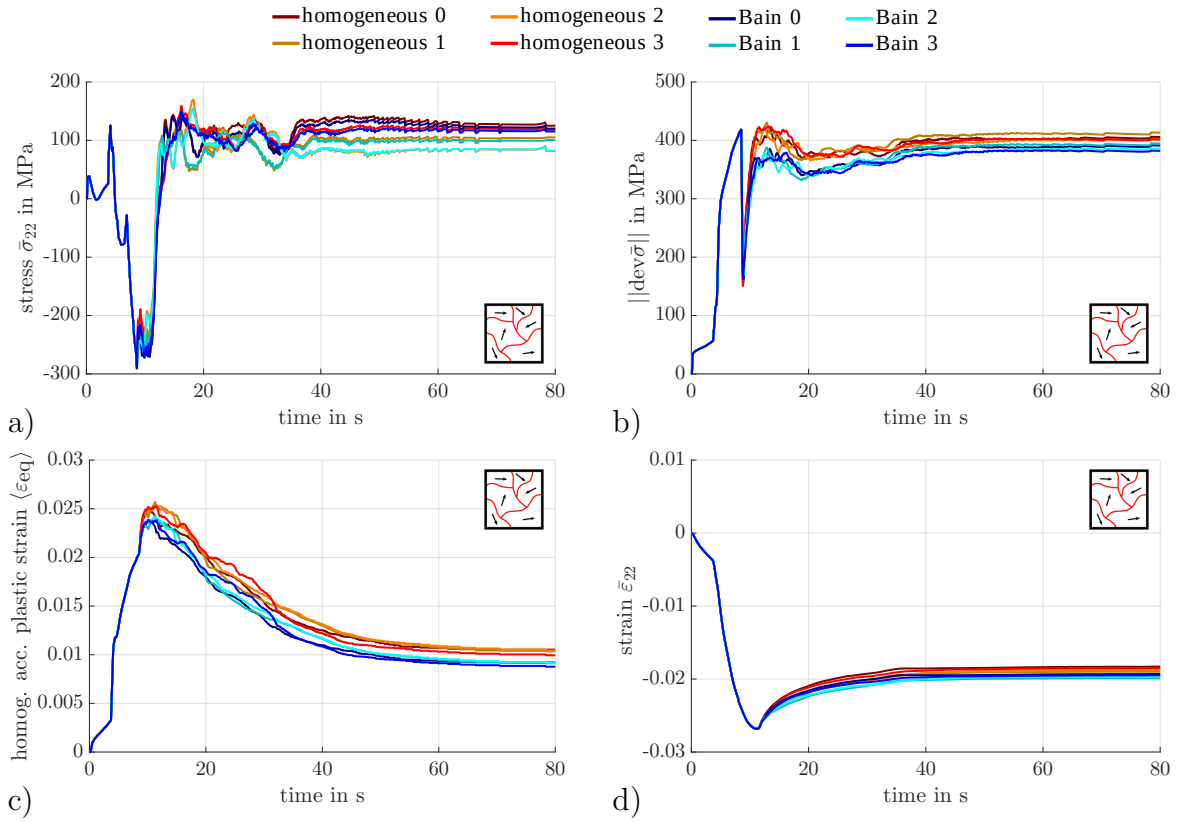 homogeneous 0 homogeneous 2 Bain 0 Bain 2
homogeneous 1 homogeneous 3 Bain 1 Bain 3
200
100
0
-100
-200
-300
0 20 40 60 80
stress σ̄22 in MPa
time in s
a)
500
400
300
200
100
0
0 20 40 60 80
||devσ̄|| in MPa
time in s
b)
0.03
0.025
0.02
0.015
0.01
0.005
0
0 20 40 60 80
homog. acc. plastic strain ⟨εeq⟩
time in s
c)
0.01
0
-0.01
-0.02
-0.03
0 20 40 60 80
strain ε̄22
time in s
d)